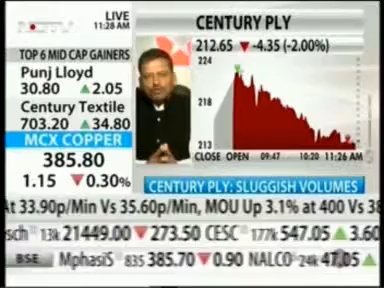 LIVE
11:28 AM
TOP 6 MID CAP GAINERS
Punj Lloyd
30.80 ▲ 2.05
Century Textile
703.20 ▲ 34.80
MCX COPPER
385.80
1.15 ▼ 0.30%
CENTURY PLY
212.65 ▼ -4.35 (-2.00%)
224
218
213
CLOSE OPEN 09:47 10:20 11:26 AM
CENTURY PLY: SLUGGISH VOLUMES
At 33.90p/Min Vs 35.60p/Min, MOU Up 3.1% at 400 Vs 38
sch 13k 21449.00 ▼ 273.50 CESC 177k 547.05 ▲ 3.60
BSE MphasiS 835 385.70 ▼ 0.90 NALCO 24k 47.05 ▲